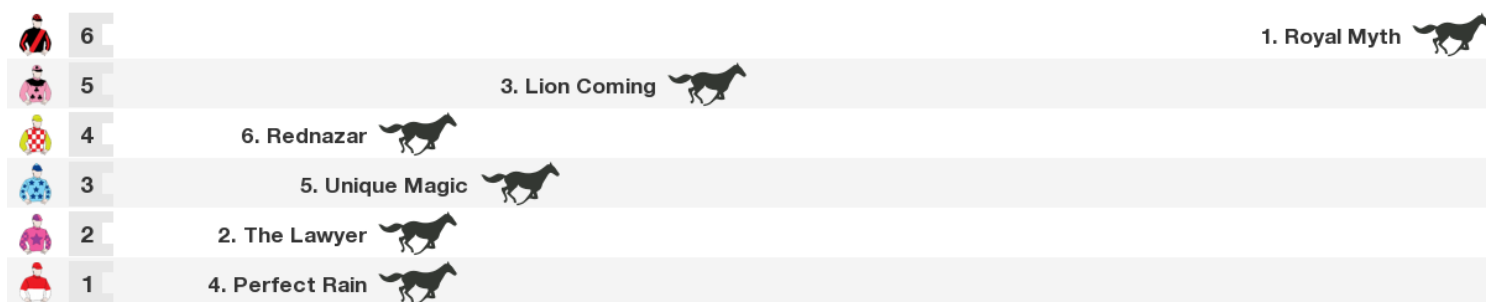 6 1. Royal Myth
5 3. Lion Coming
4 6. Rednazar
3 5. Unique Magic
2 2. The Lawyer
1 4. Perfect Rain